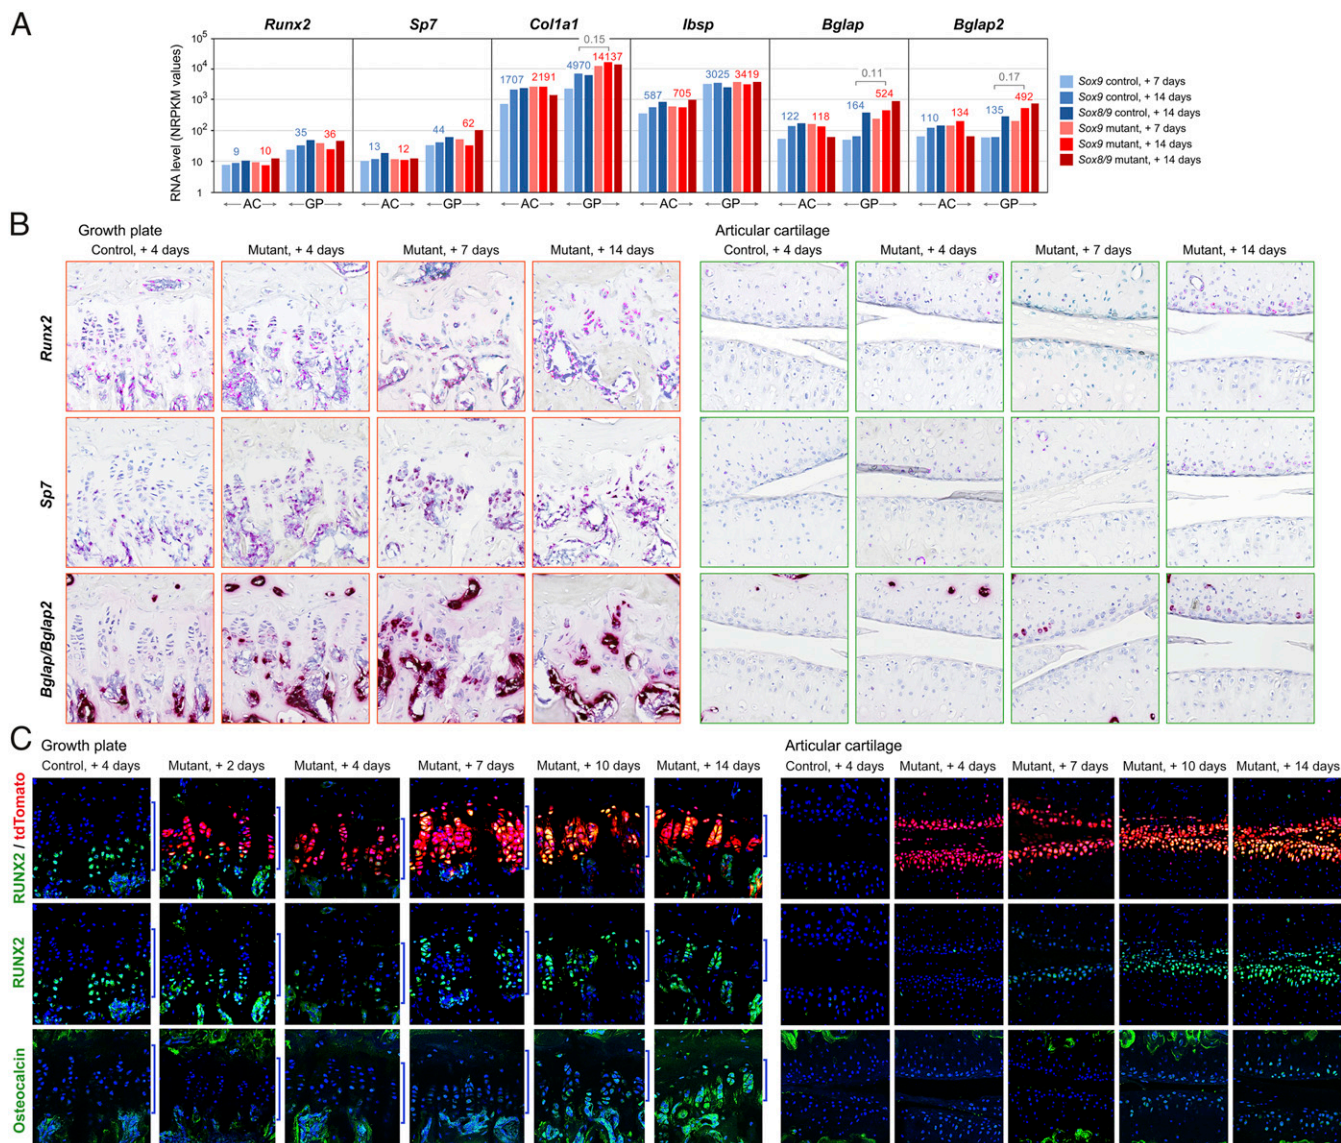 A
Runx2 Sp7 Col1a1 Ibsp Bglap Bglap2
RNA level (NRPKM values)
10^5
10^4
10^3
10^2
10
1
9 10 35 36
13 12 44 62
1707 2191 4970 14137 0.15
587 705 3025 3419
122 118 164 524 0.11
110 134 135 492 0.17
AC GP AC GP AC GP AC GP AC GP AC GP
Sox9 control, + 7 days
Sox9 control, + 14 days
Sox8/9 control, + 14 days
Sox9 mutant, + 7 days
Sox9 mutant, + 14 days
Sox8/9 mutant, + 14 days
B
Growth plate
Control, + 4 days Mutant, + 4 days Mutant, + 7 days Mutant, + 14 days
Articular cartilage
Control, + 4 days Mutant, + 4 days Mutant, + 7 days Mutant, + 14 days
Runx2
Sp7
Bglap/Bglap2
C
Growth plate
Control, + 4 days Mutant, + 2 days Mutant, + 4 days Mutant, + 7 days Mutant, + 10 days Mutant, + 14 days
Articular cartilage
Control, + 4 days Mutant, + 4 days Mutant, + 7 days Mutant, + 10 days Mutant, + 14 days
RUNX2 / tdTomato
RUNX2
Osteocalcin